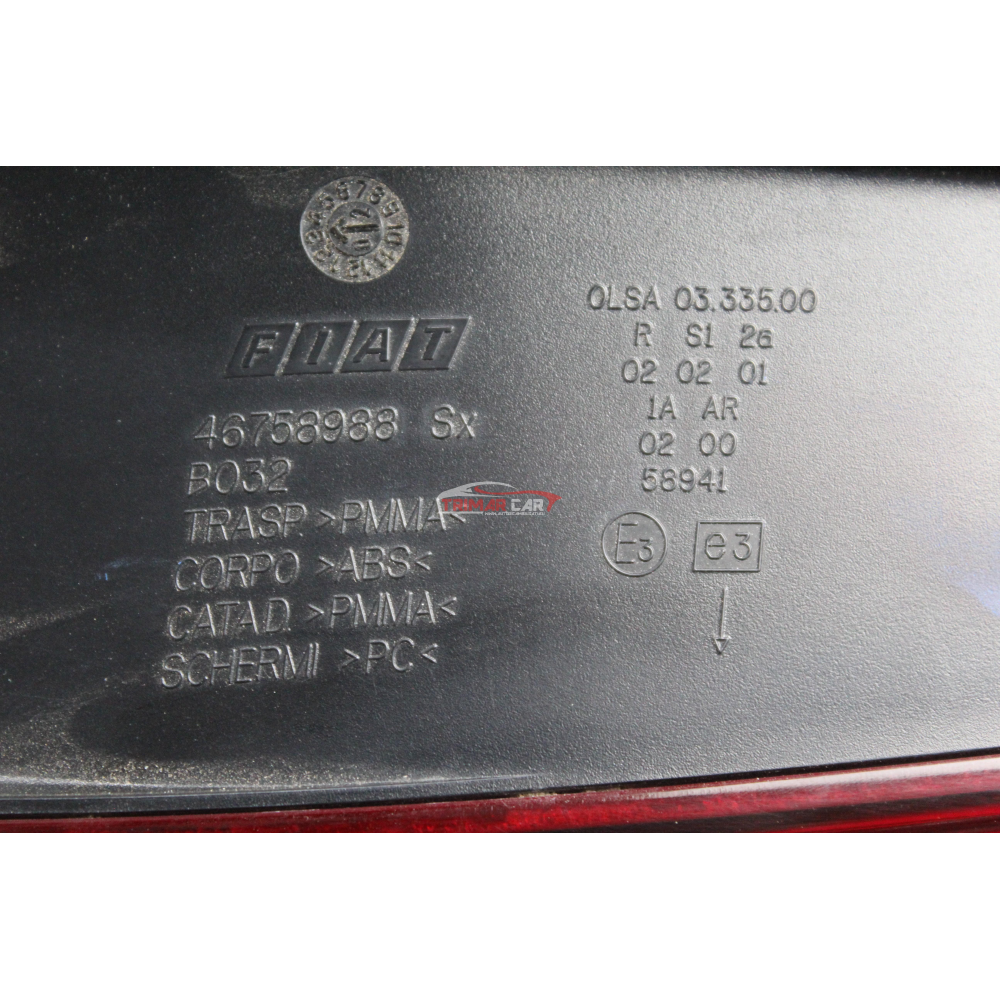 FIAT
46758988 Sx
B032
TRASP. >PMMA<
CORPO >ABS<
CATAD. >PMMA<
SCHERMI >PC<
OLSA 03.335.00
R S1 2a
02 02 01
1A AR
02 00
58941
E3 e3
TRIMARCAR